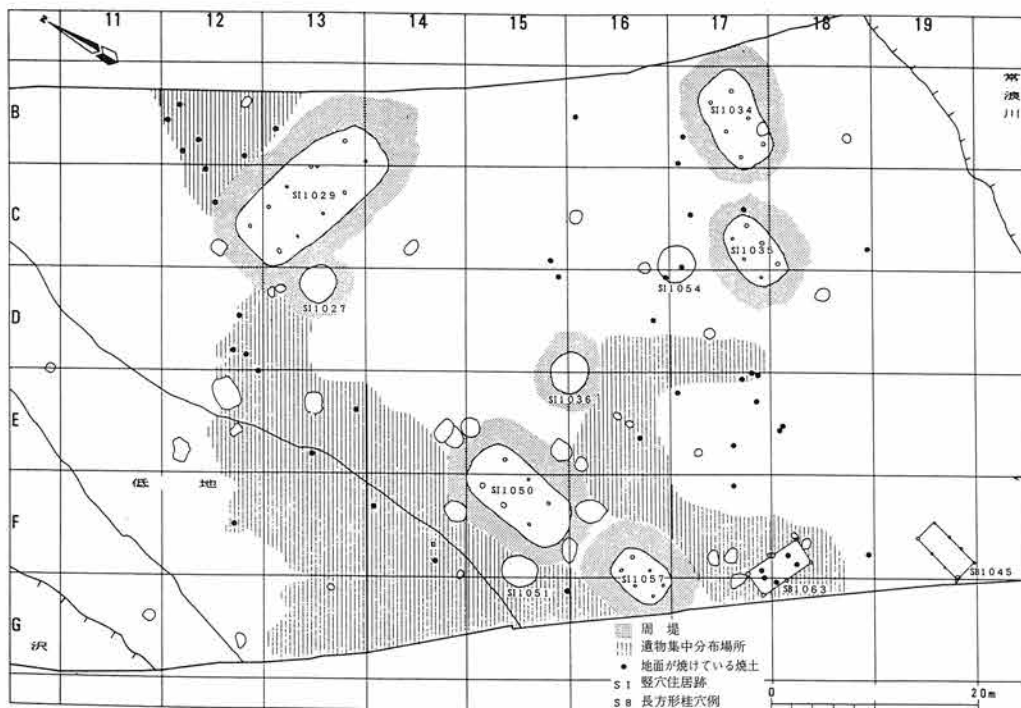 11 12 13 14 15 16 17 18 19
B
C
D
E
F
G
常浪川
SI1034
SI1029
SI1035
SI1027
SI1054
SI1036
低地
SI1050
SB1045
SI1051
SI1057
SB1063
沢
周堤
遺物集中分布場所
地面が焼けている焼土
SI 竪穴住居跡
SB 長方形柱穴例
0 20m